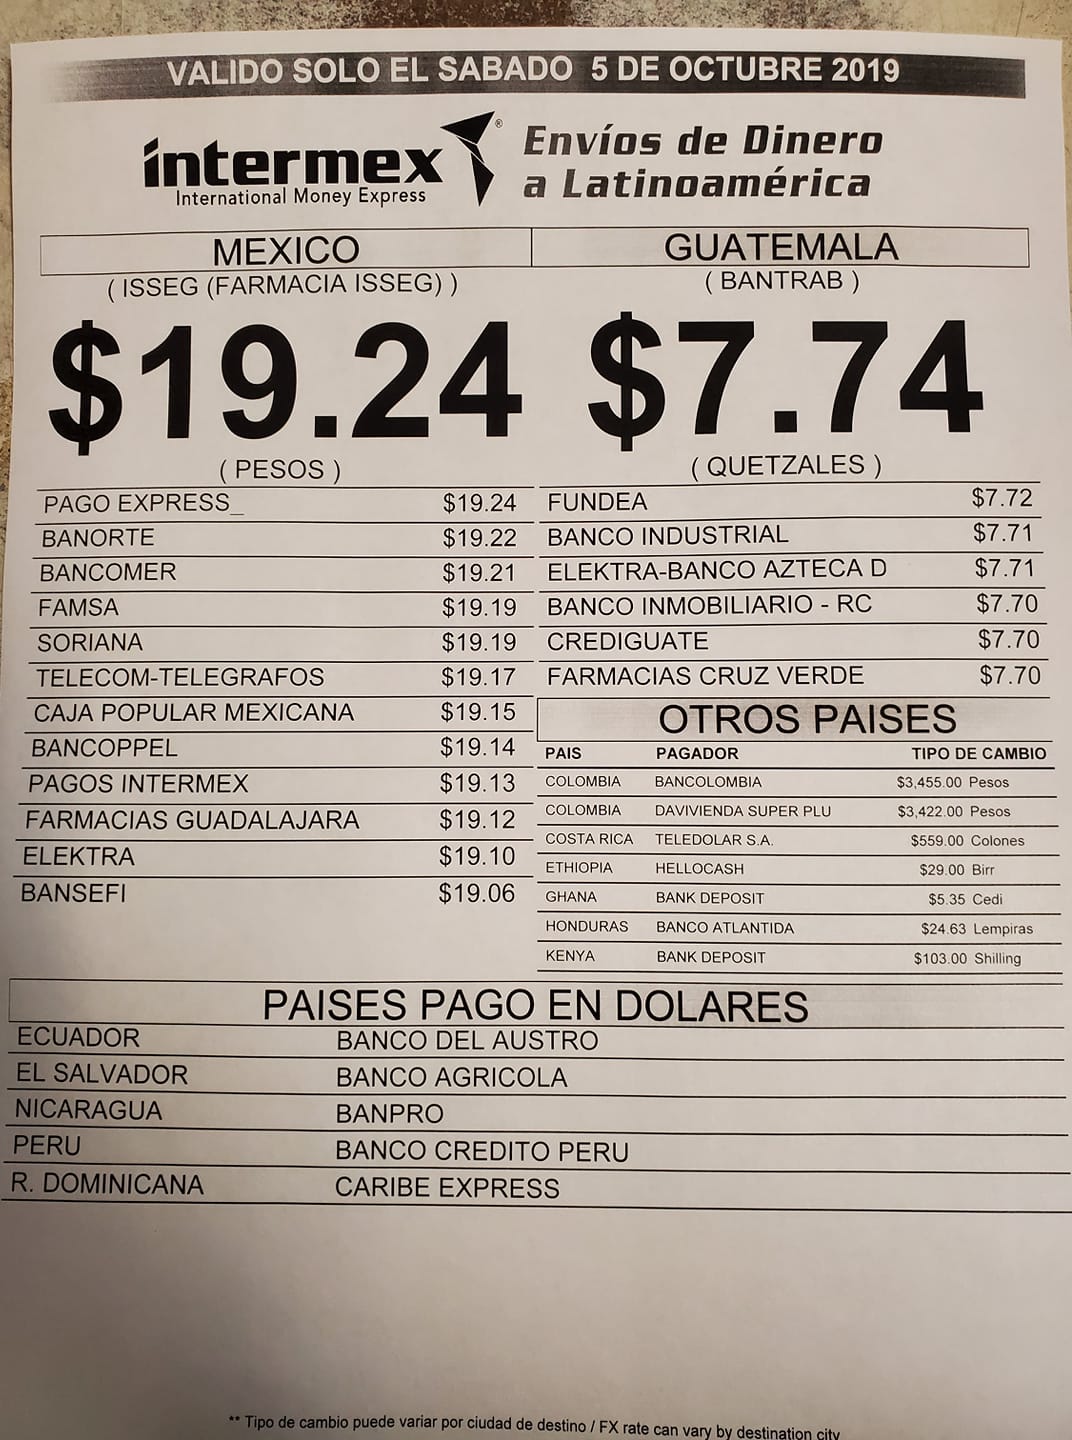 VALIDO SOLO EL SABADO 5 DE OCTUBRE 2019
intermex ®
International Money Express
Envíos de Dinero
a Latinoamérica
MEXICO
( ISSEG (FARMACIA ISSEG) )
$19.24
( PESOS )
PAGO EXPRESS_ $19.24
BANORTE $19.22
BANCOMER $19.21
FAMSA $19.19
SORIANA $19.19
TELECOM-TELEGRAFOS $19.17
CAJA POPULAR MEXICANA $19.15
BANCOPPEL $19.14
PAGOS INTERMEX $19.13
FARMACIAS GUADALAJARA $19.12
ELEKTRA $19.10
BANSEFI $19.06
GUATEMALA
( BANTRAB )
$7.74
( QUETZALES )
FUNDEA $7.72
BANCO INDUSTRIAL $7.71
ELEKTRA-BANCO AZTECA D $7.71
BANCO INMOBILIARIO - RC $7.70
CREDIGUATE $7.70
FARMACIAS CRUZ VERDE $7.70
OTROS PAISES
PAIS PAGADOR TIPO DE CAMBIO
COLOMBIA BANCOLOMBIA $3,455.00 Pesos
COLOMBIA DAVIVIENDA SUPER PLU $3,422.00 Pesos
COSTA RICA TELEDOLAR S.A. $559.00 Colones
ETHIOPIA HELLOCASH $29.00 Birr
GHANA BANK DEPOSIT $5.35 Cedi
HONDURAS BANCO ATLANTIDA $24.63 Lempiras
KENYA BANK DEPOSIT $103.00 Shilling
PAISES PAGO EN DOLARES
ECUADOR BANCO DEL AUSTRO
EL SALVADOR BANCO AGRICOLA
NICARAGUA BANPRO
PERU BANCO CREDITO PERU
R. DOMINICANA CARIBE EXPRESS
** Tipo de cambio puede variar por ciudad de destino / FX rate can vary by destination city